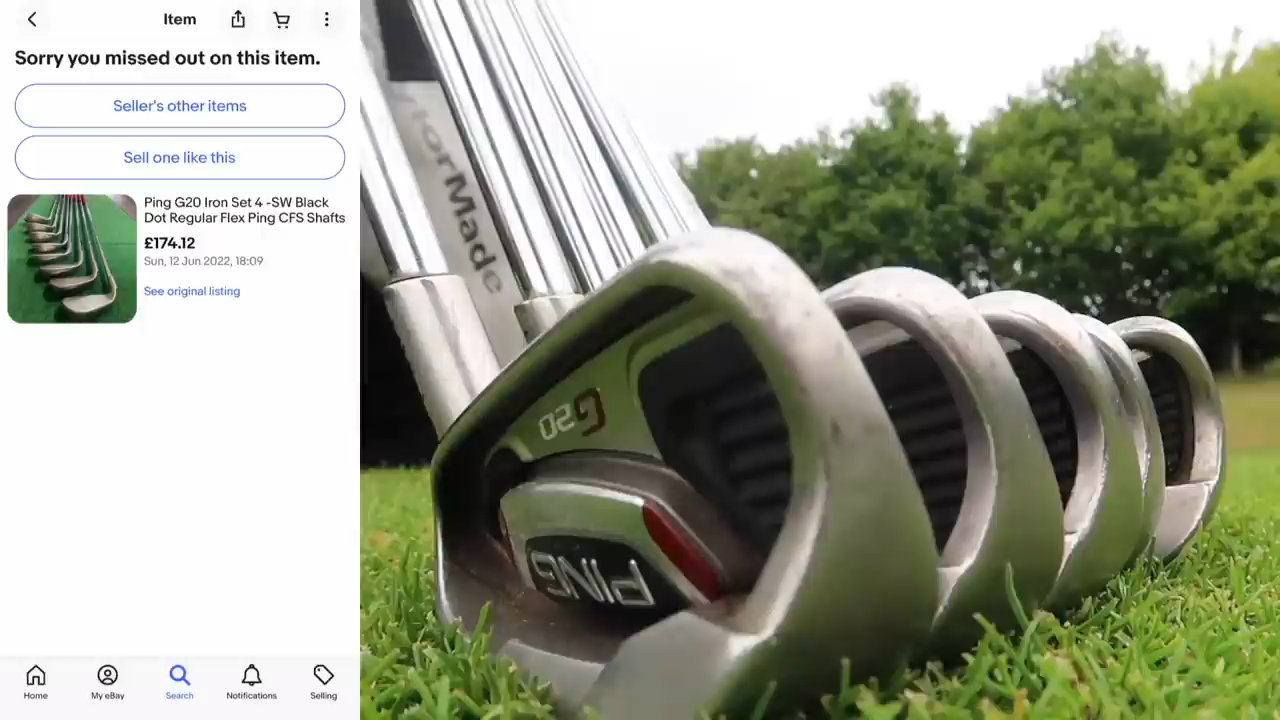 Item
Sorry you missed out on this item.
Seller's other items
Sell one like this
Ping G20 Iron Set 4 -SW Black
Dot Regular Flex Ping CFS Shafts
£174.12
Sun, 12 Jun 2022, 18:09
See original listing
Home
My eBay
Search
Notifications
Selling
TaylorMade
G20
PING